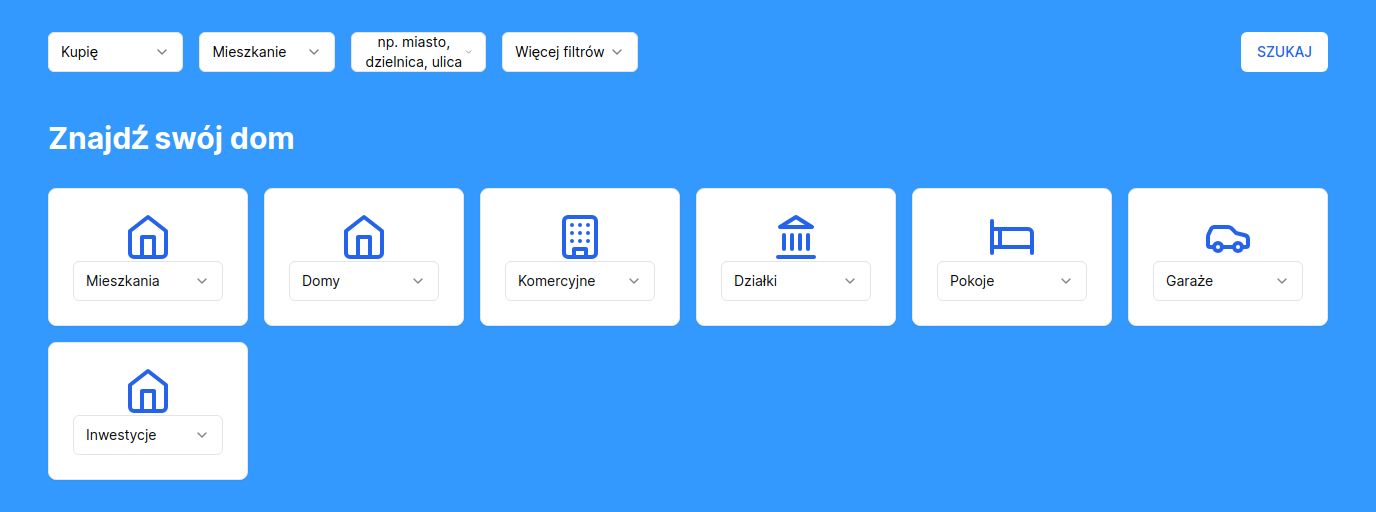 Kupię
Mieszkanie
np. miasto,
dzielnica, ulica
Więcej filtrów
SZUKAJ
Znajdź swój dom
Mieszkania
Domy
Komercyjne
Działki
Pokoje
Garaże
Inwestycje